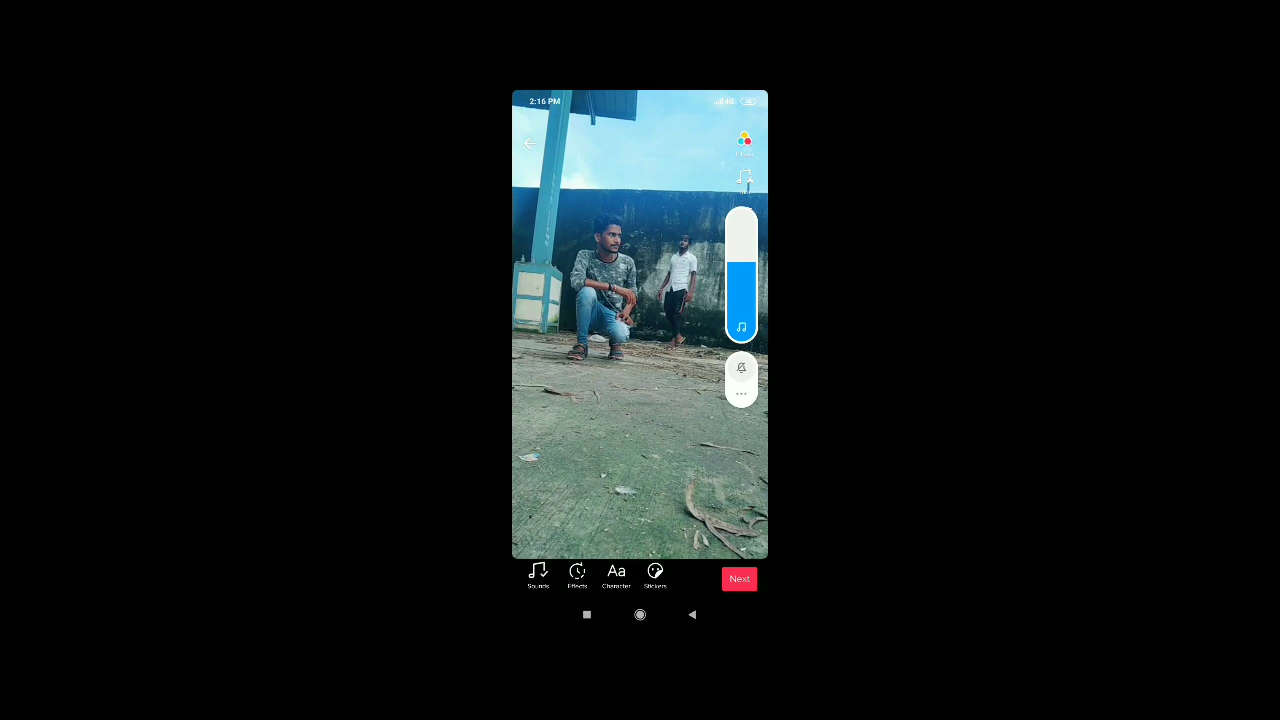 2:16 PM
4G
Sounds
Effects
Character
Stickers
Aa
Next